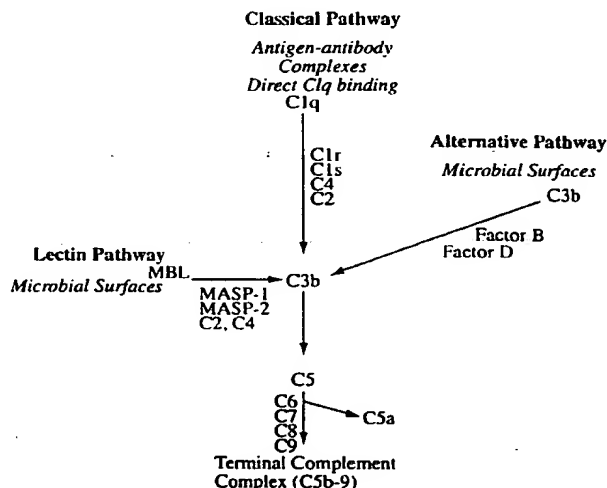 Classical Pathway
Antigen-antibody
Complexes
Direct Clq binding
C1q
C1r
C1s
C4
C2
Alternative Pathway
Microbial Surfaces
C3b
Factor B
Factor D
Lectin Pathway
MBL
Microbial Surfaces
MASP-1
MASP-2
C2, C4
C3b
C5
C6
C7
C8
C9
C5a
Terminal Complement
Complex (C5b-9)